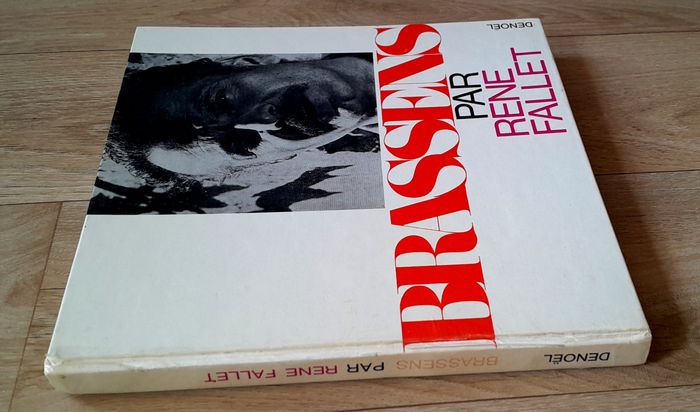 BRASSENS
PAR
RENE
FALLET
DENOËL
DENOËL BRASSENS PAR RENE FALLET